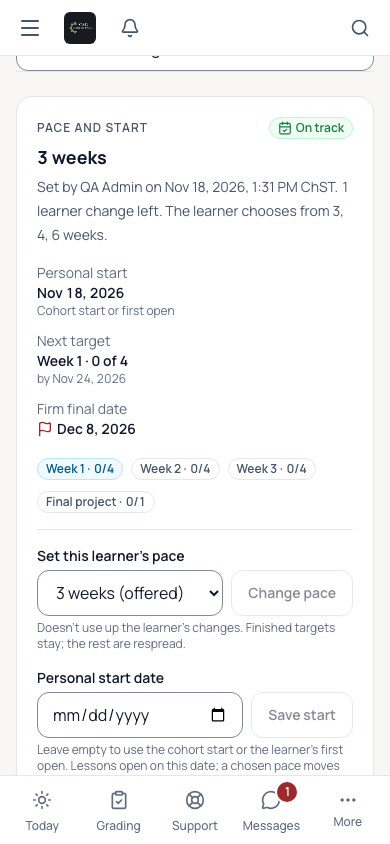 PACE AND START
On track
3 weeks
Set by QA Admin on Nov 18, 2026, 1:31 PM ChST. 1
learner change left. The learner chooses from 3,
4, 6 weeks.
Personal start
Nov 18, 2026
Cohort start or first open
Next target
Week 1 · 0 of 4
by Nov 24, 2026
Firm final date
Dec 8, 2026
Week 1 · 0/4
Week 2 · 0/4
Week 3 · 0/4
Final project · 0/1
Set this learner's pace
3 weeks (offered)
Change pace
Doesn't use up the learner's changes. Finished targets
stay; the rest are respread.
Personal start date
mm/dd/yyyy
Save start
Leave empty to use the cohort start or the learner's first
open. Lessons open on this date; a chosen pace moves
1
Today
Grading
Support
Messages
More